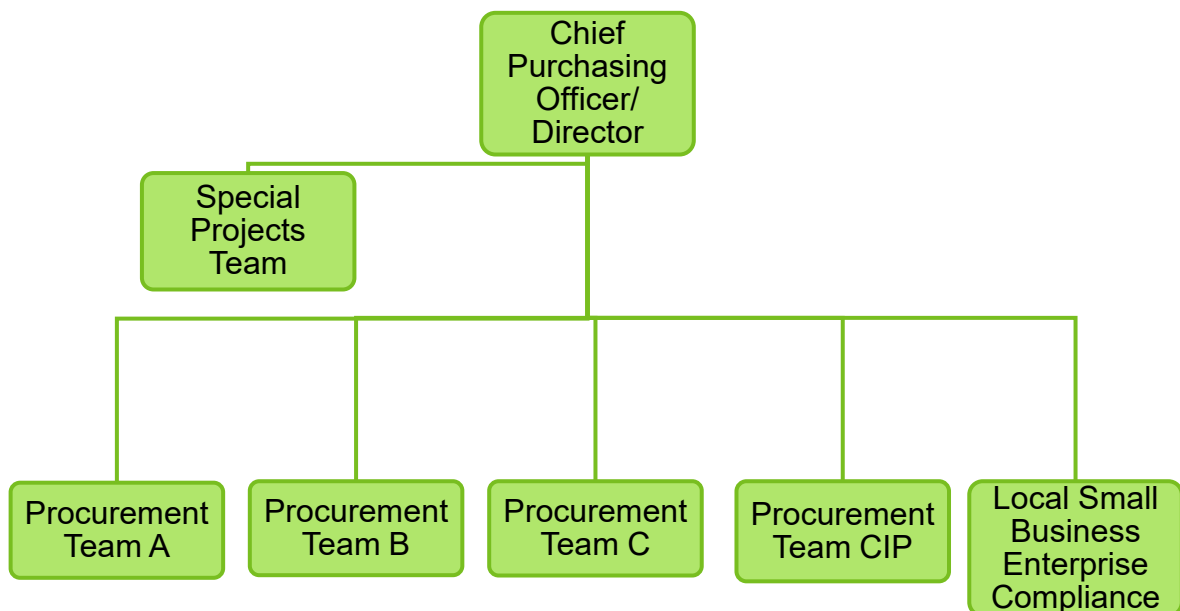 Chief
Purchasing
Officer/
Director
Special
Projects
Team
Procurement
Team A
Procurement
Team B
Procurement
Team C
Procurement
Team CIP
Local Small
Business
Enterprise
Compliance